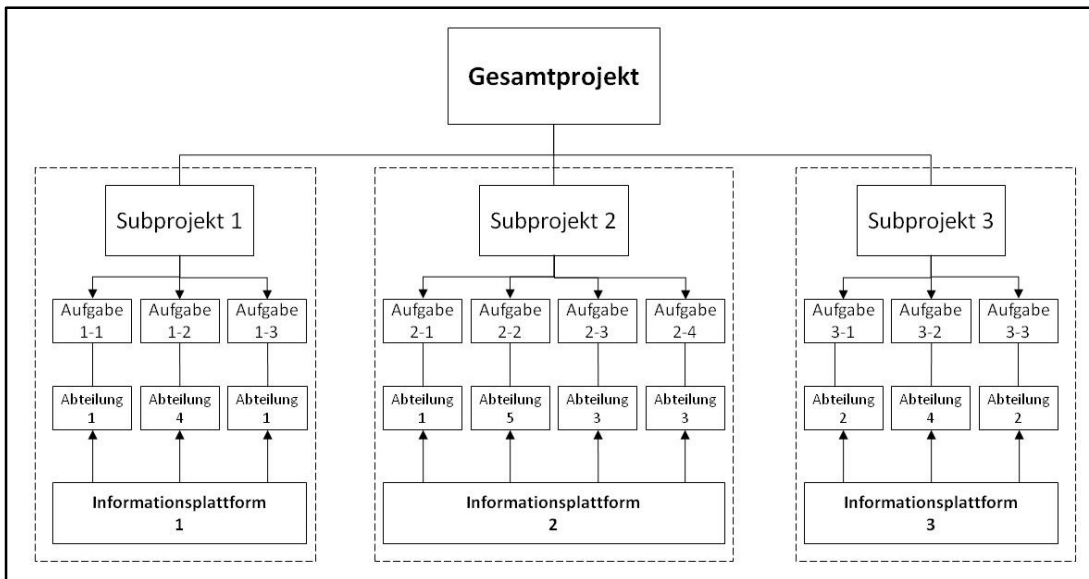 Gesamtprojekt
Subprojekt 1
Subprojekt 2
Subprojekt 3
Aufgabe
1-1
Aufgabe
1-2
Aufgabe
1-3
Aufgabe
2-1
Aufgabe
2-2
Aufgabe
2-3
Aufgabe
2-4
Aufgabe
3-1
Aufgabe
3-2
Aufgabe
3-3
Abteilung
1
Abteilung
4
Abteilung
1
Abteilung
1
Abteilung
5
Abteilung
3
Abteilung
3
Abteilung
2
Abteilung
4
Abteilung
2
Informationsplattform
1
Informationsplattform
2
Informationsplattform
3